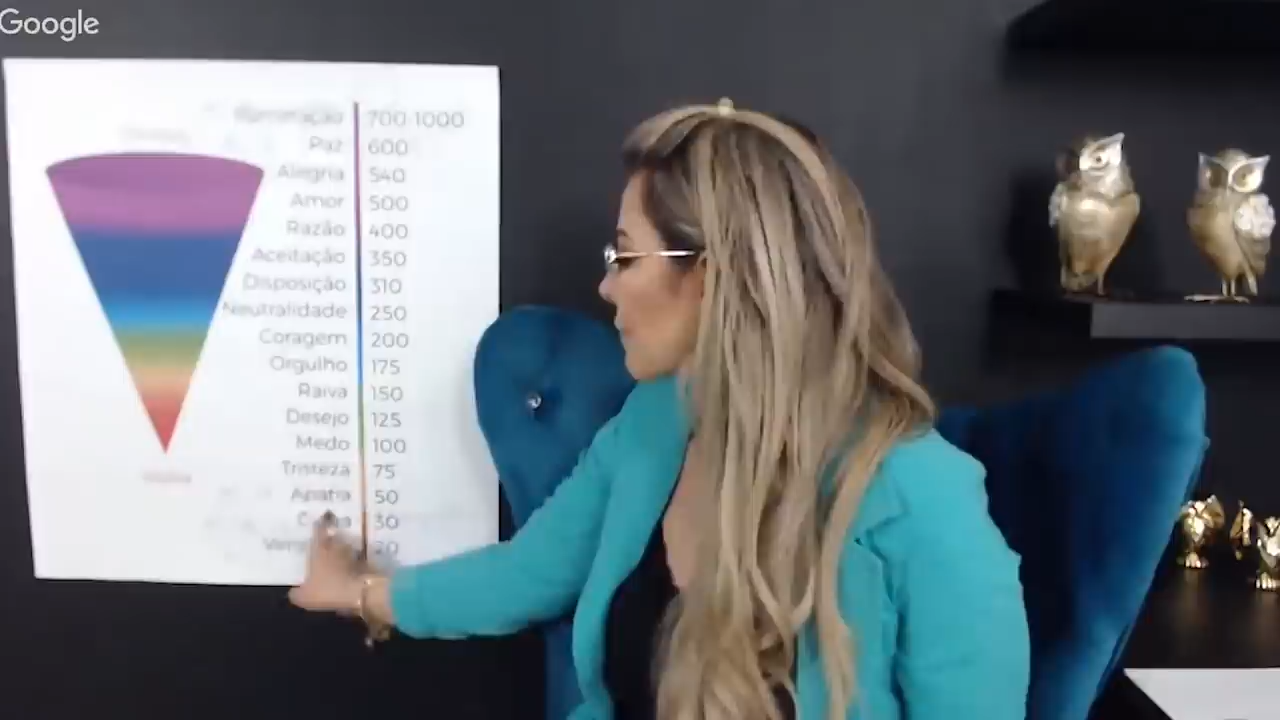 Google
Iluminação 700-1000
Paz 600
Alegria 540
Amor 500
Razão 400
Aceitação 350
Disposição 310
Neutralidade 250
Coragem 200
Orgulho 175
Raiva 150
Desejo 125
Medo 100
Tristeza 75
Apatia 50
30
20